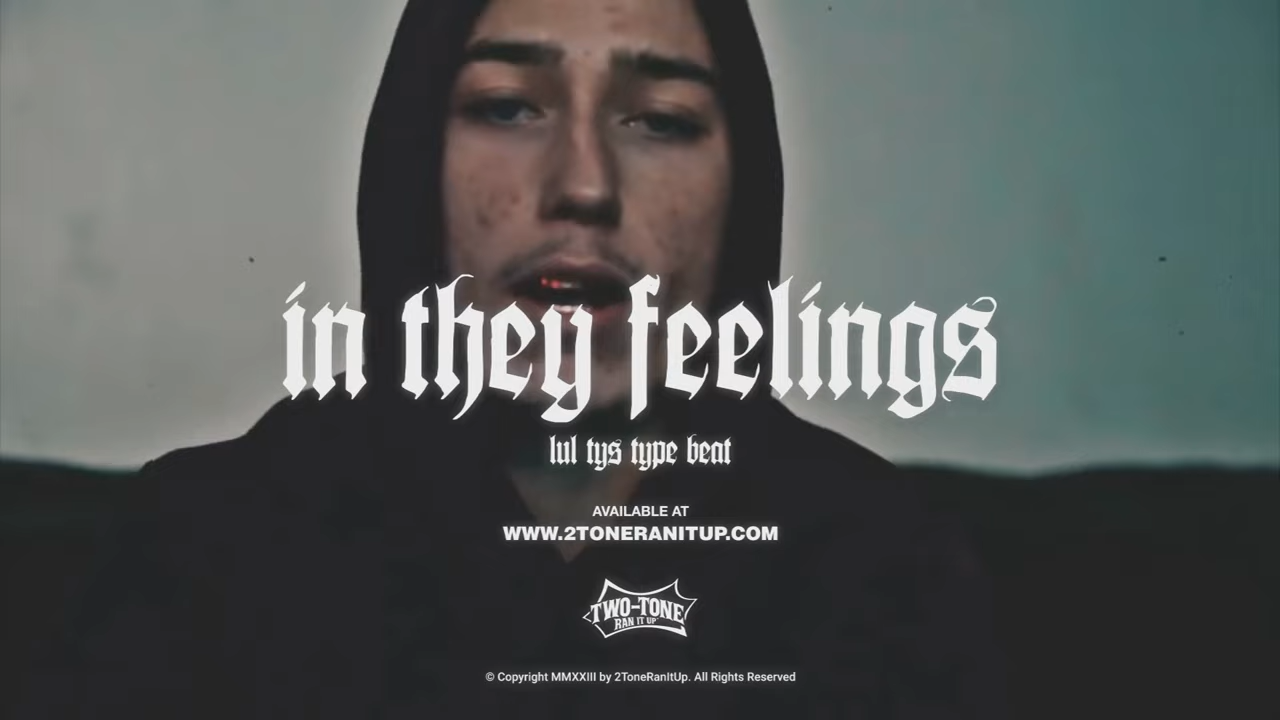 in they feelings
lul tys type beat
AVAILABLE AT
WWW.2TONERANITUP.COM
TWO-TONE
RAN IT UP
© Copyright MMXXIII by 2ToneRanItUp. All Rights Reserved